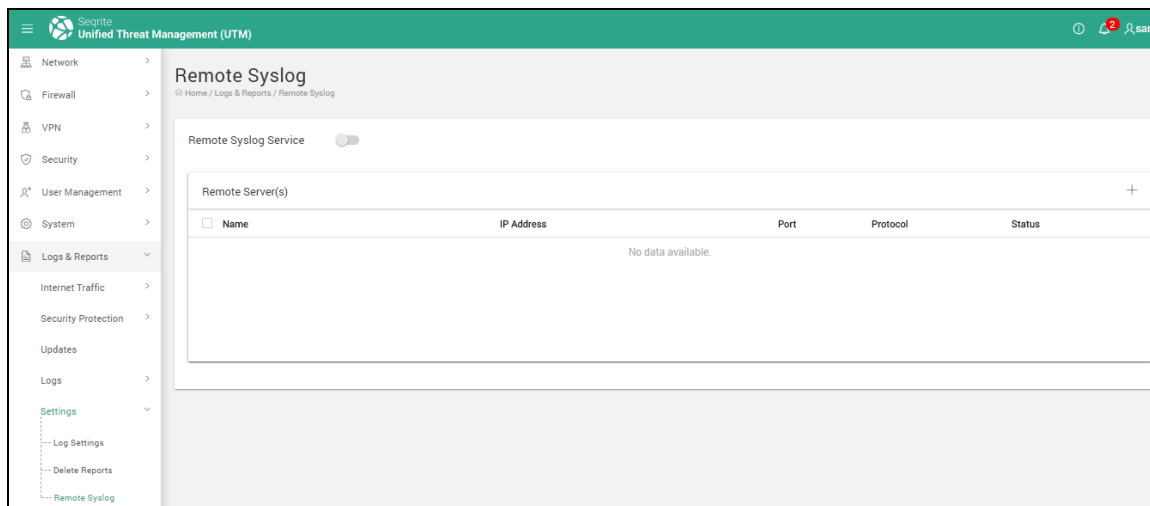 Seqrite
Unified Threat Management (UTM)
2
Network
Firewall
VPN
Security
User Management
System
Logs & Reports
Internet Traffic
Security Protection
Updates
Logs
Settings
Log Settings
Delete Reports
Remote Syslog
Remote Syslog
Home / Logs & Reports / Remote Syslog
Remote Syslog Service
Remote Server(s)
Name IP Address Port Protocol Status
No data available.